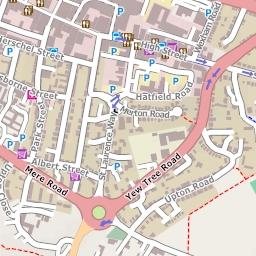 Herschel Street
High Street
Hatfield Road
Merton Road
Park Street
St Laurence Way
Albert Street
Mere Road
Yew Tree Road
Upton Road
P
P
P
P
P
P
P
P